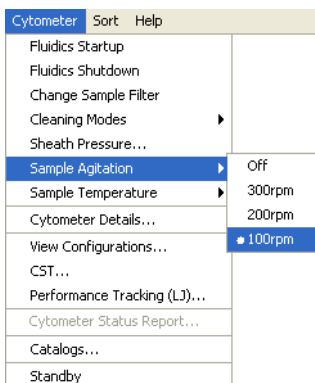 Cytometer Sort Help
Fluidics Startup
Fluidics Shutdown
Change Sample Filter
Cleaning Modes
Sheath Pressure...
Sample Agitation
Sample Temperature
Cytometer Details...
View Configurations...
CST...
Performance Tracking (LJ)...
Cytometer Status Report...
Catalogs...
Standby
Off
300rpm
200rpm
100rpm